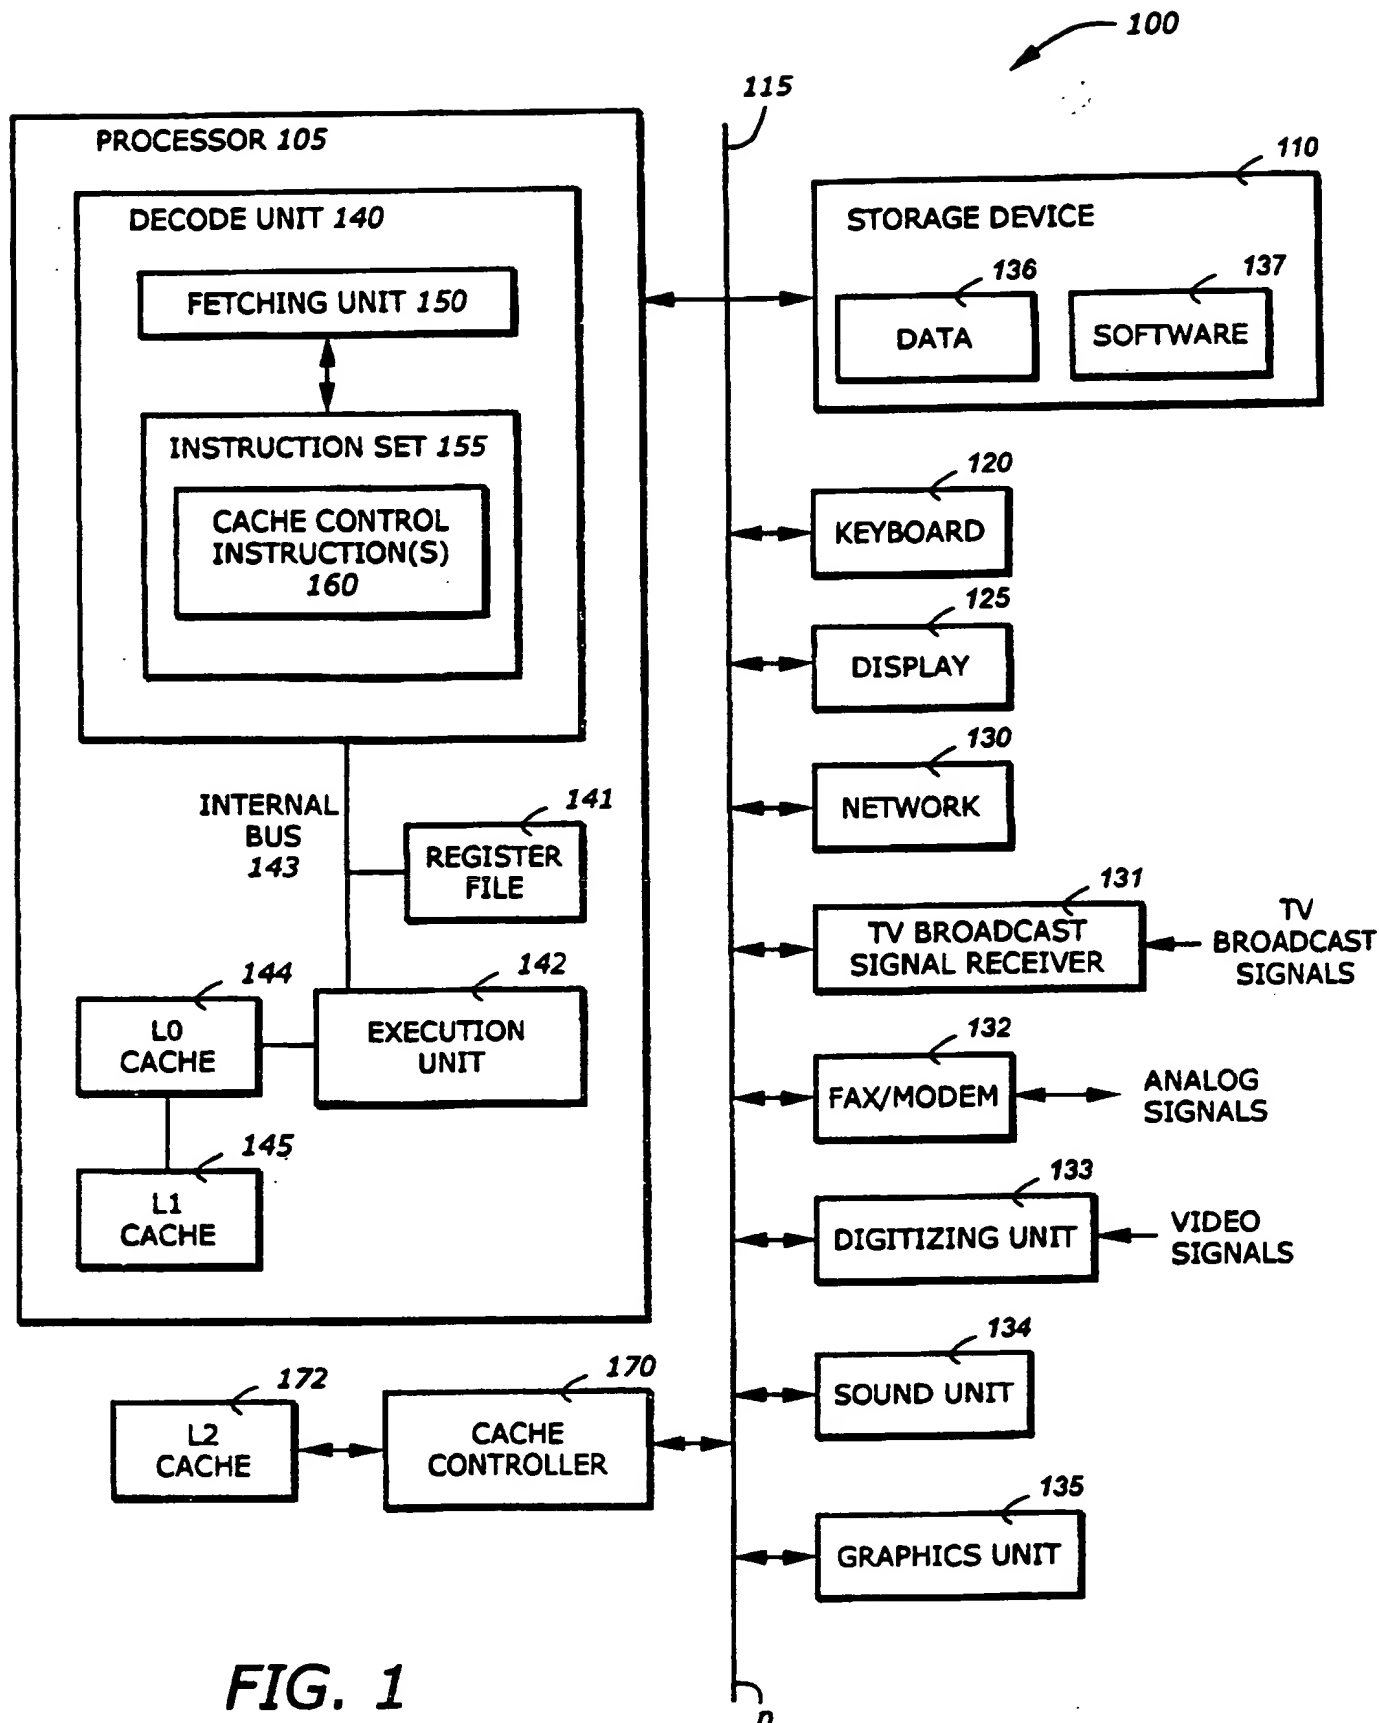 100
115
PROCESSOR 105
110
DECODE UNIT 140
STORAGE DEVICE
FETCHING UNIT 150
136
137
DATA
SOFTWARE
INSTRUCTION SET 155
CACHE CONTROL
INSTRUCTION(S)
160
120
KEYBOARD
125
DISPLAY
130
NETWORK
INTERNAL
BUS
143
141
REGISTER
FILE
131
TV BROADCAST
SIGNAL RECEIVER
TV
BROADCAST
SIGNALS
144
L0
CACHE
142
EXECUTION
UNIT
132
FAX/MODEM
ANALOG
SIGNALS
145
L1
CACHE
133
DIGITIZING UNIT
VIDEO
SIGNALS
134
SOUND UNIT
172
L2
CACHE
170
CACHE
CONTROLLER
135
GRAPHICS UNIT
FIG. 1